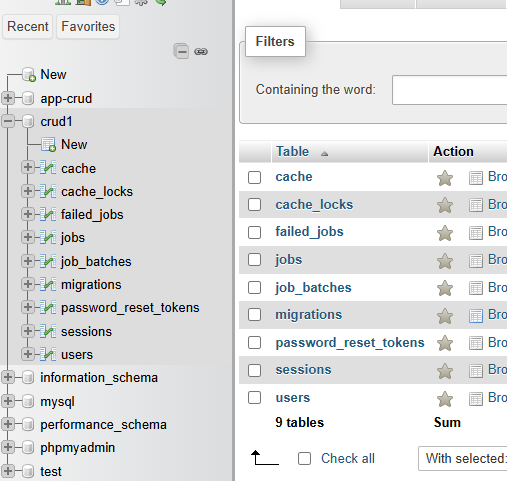 Recent Favorites
New
app-crud
crud1
New
cache
cache_locks
failed_jobs
jobs
job_batches
migrations
password_reset_tokens
sessions
users
information_schema
mysql
performance_schema
phpmyadmin
test
Filters
Containing the word:
Table Action
cache Bro
cache_locks Bro
failed_jobs Bro
jobs Bro
job_batches Bro
migrations Bro
password_reset_tokens Bro
sessions Bro
users Bro
9 tables Sum
Check all With selected: